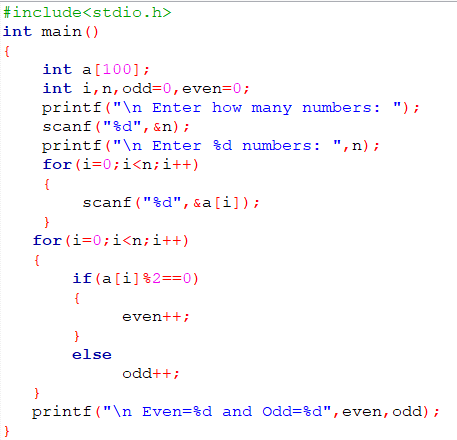 #include<stdio.h>
int main()
{
int a[100];
int i,n,odd=0,even=0;
printf("\n Enter how many numbers: ");
scanf("%d",&n);
printf("\n Enter %d numbers: ",n);
for(i=0;i<n;i++)
{
scanf("%d",&a[i]);
}
for(i=0;i<n;i++)
{
if(a[i]%2==0)
{
even++;
}
else
odd++;
}
printf("\n Even=%d and Odd=%d",even,odd);
}